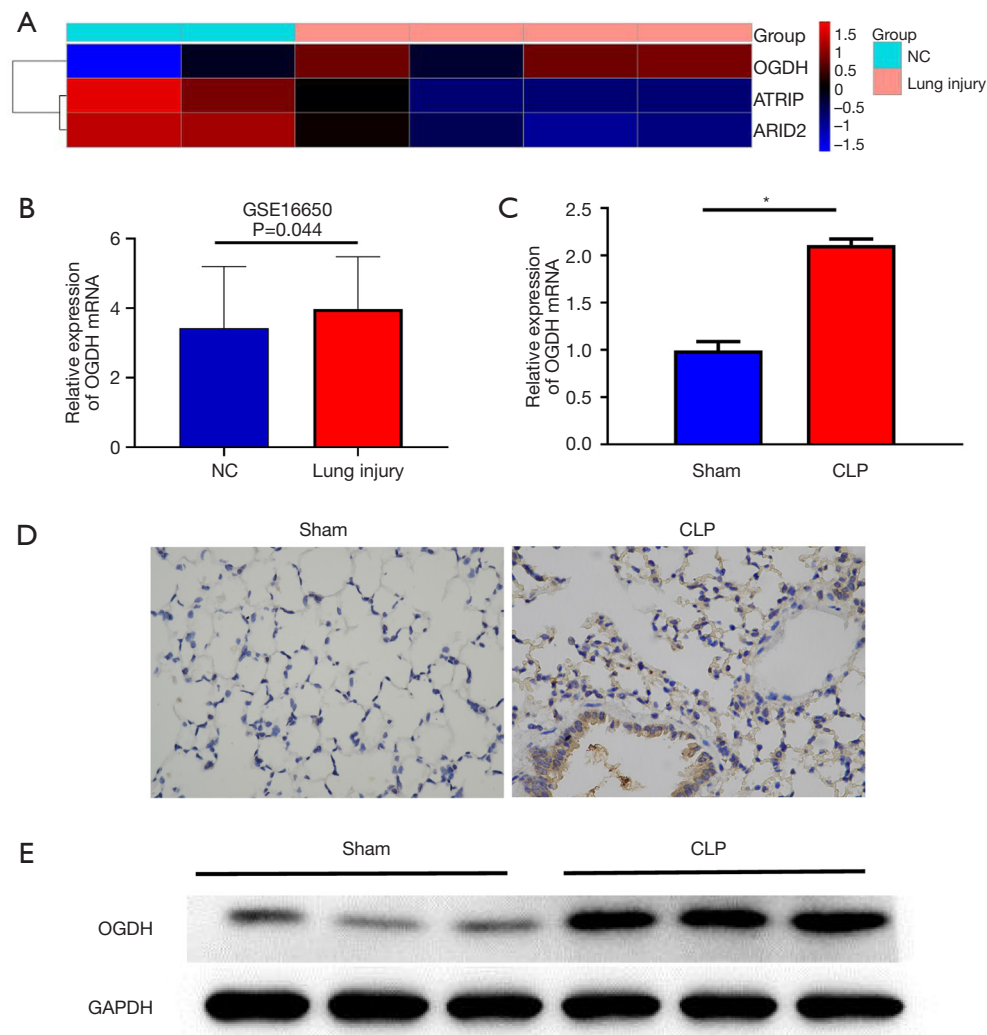 A
Group
OGDH
ATRIP
ARID2
1.5
1
0.5
0
−0.5
−1
−1.5
Group
NC
Lung injury
B
GSE16650
P=0.044
Relative expression
of OGDH mRNA
6
4
2
0
NC
Lung injury
C
*
Relative expression
of OGDH mRNA
2.5
2.0
1.5
1.0
0.5
0.0
Sham
CLP
D
Sham
CLP
E
Sham
CLP
OGDH
GAPDH